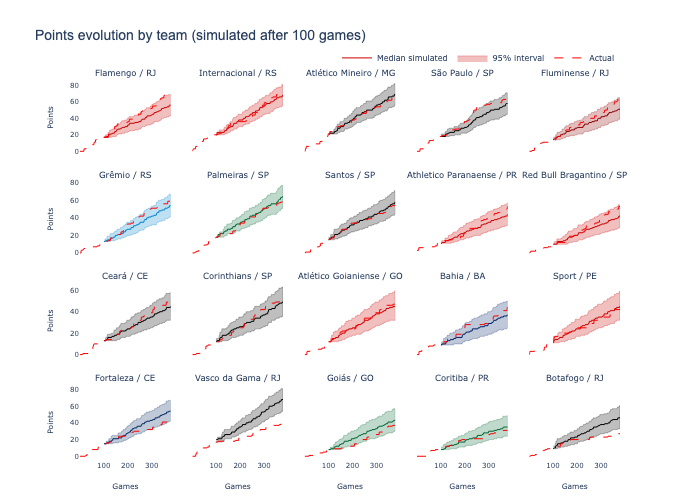 Points evolution by team (simulated after 100 games)
Median simulated 95% interval Actual
Flamengo / RJ Internacional / RS Atlético Mineiro / MG São Paulo / SP Fluminense / RJ
80
60
40
20
0
Points
Grêmio / RS Palmeiras / SP Santos / SP Athletico Paranaense / PR Red Bull Bragantino / SP
80
60
40
20
0
Points
Ceará / CE Corinthians / SP Atlético Goianiense / GO Bahia / BA Sport / PE
60
40
20
0
Points
Fortaleza / CE Vasco da Gama / RJ Goiás / GO Coritiba / PR Botafogo / RJ
80
60
40
20
0
Points
100 200 300 100 200 300 100 200 300 100 200 300 100 200 300
Games Games Games Games Games